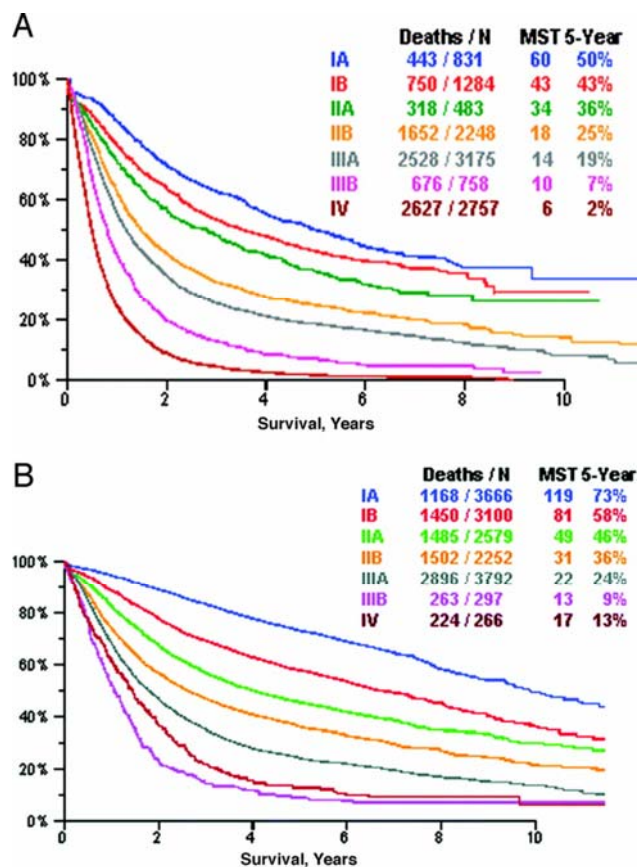 A
Deaths / N MST 5-Year
IA 443 / 831 60 50%
IB 750 / 1284 43 43%
IIA 318 / 483 34 36%
IIB 1652 / 2248 18 25%
IIIA 2528 / 3175 14 19%
IIIB 676 / 758 10 7%
IV 2627 / 2757 6 2%
100%
80%
60%
40%
20%
0%
0 2 4 6 8 10
Survival, Years
B
Deaths / N MST 5-Year
IA 1168 / 3666 119 73%
IB 1450 / 3100 81 58%
IIA 1485 / 2579 49 46%
IIB 1502 / 2252 31 36%
IIIA 2896 / 3792 22 24%
IIIB 263 / 297 13 9%
IV 224 / 266 17 13%
100%
80%
60%
40%
20%
0%
0 2 4 6 8 10
Survival, Years